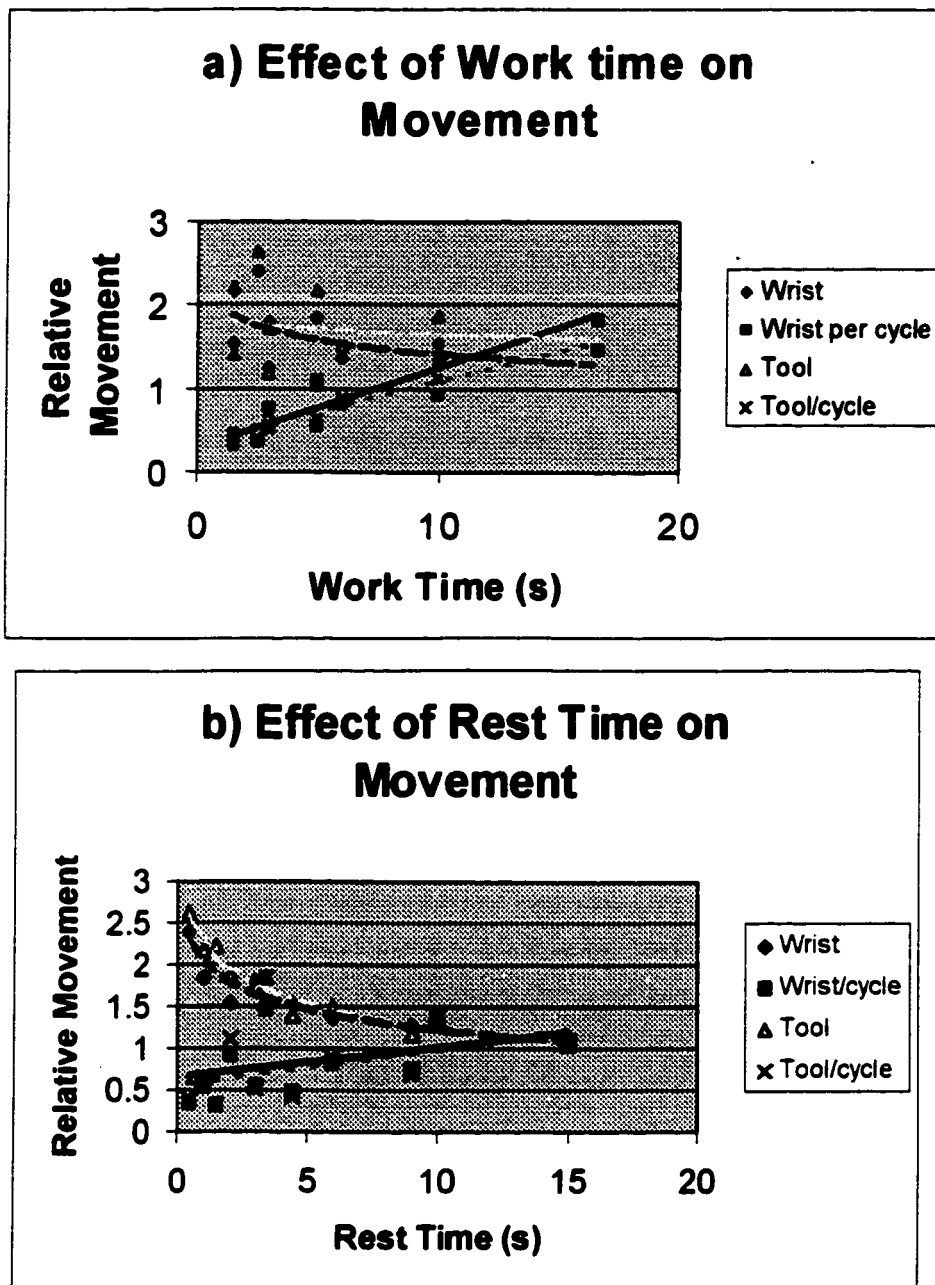 a) Effect of Work time on
Movement
Relative
Movement
3
2
1
0
0
10
20
Work Time (s)
Wrist
Wrist per cycle
Tool
Tool/cycle
b) Effect of Rest Time on
Movement
Relative Movement
3
2.5
2
1.5
1
0.5
0
0
5
10
15
20
Rest Time (s)
Wrist
Wrist/cycle
Tool
Tool/cycle